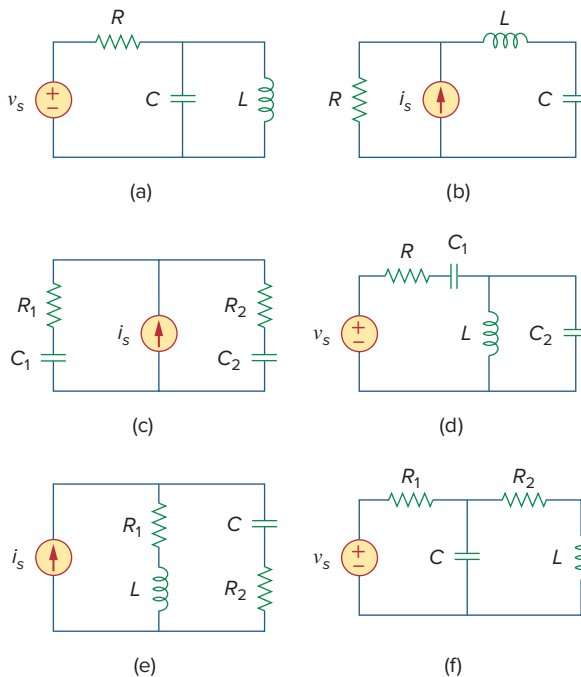 R
v_s
+
−
C
L
(a)
L
R
i_s
C
(b)
R_1
C_1
i_s
R_2
C_2
(c)
R
C_1
v_s
+
−
L
C_2
(d)
i_s
R_1
L
C
R_2
(e)
R_1
R_2
v_s
+
−
C
L
(f)